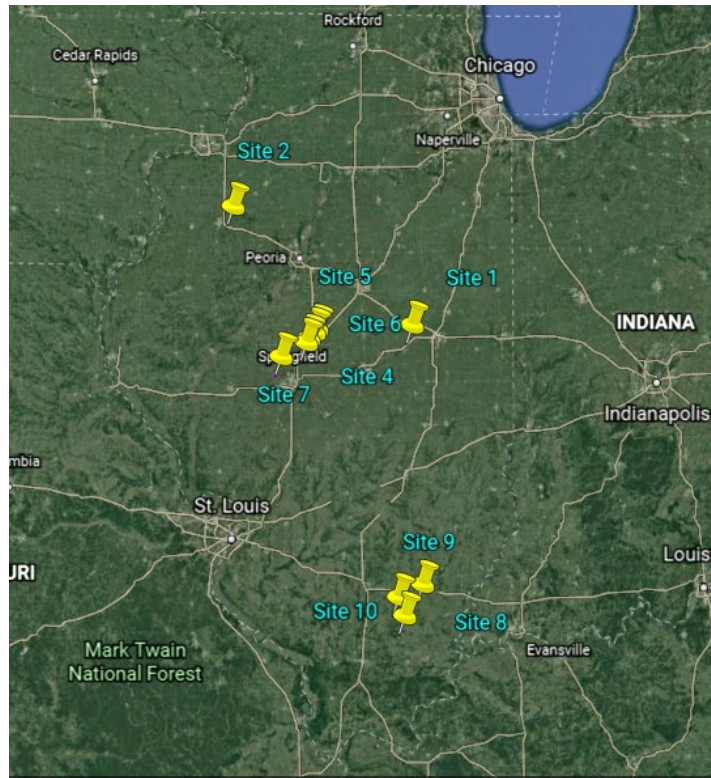 Rockford
Cedar Rapids
Chicago
Naperville
Site 2
Peoria
Site 5
Site 1
Site 6
INDIANA
Site 4
Site 7
Indianapolis
mbia
St. Louis
Site 9
Louis
URI
Site 10
Site 8
Mark Twain
National Forest
Evansville